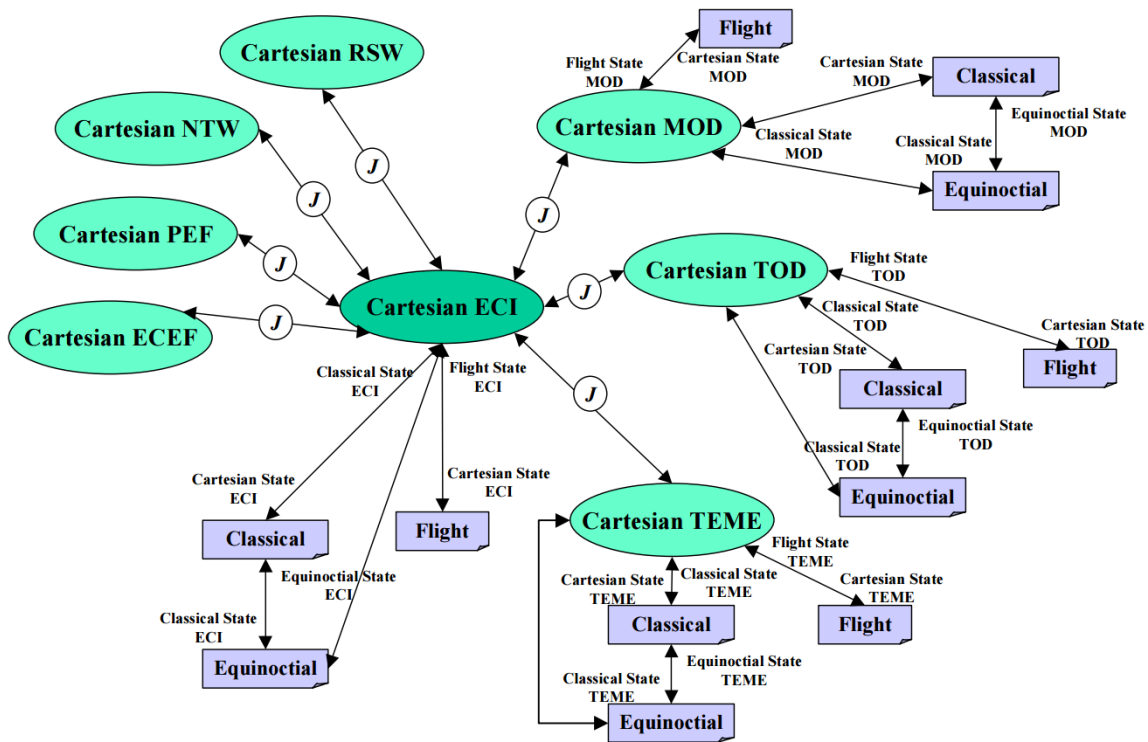 Cartesian RSW
Cartesian NTW
J
J
Cartesian PEF
J
Cartesian ECEF
J
Cartesian ECI
Flight
Flight State
MOD
Cartesian State
MOD
Cartesian MOD
J
Cartesian State
MOD
Classical
Classical State
MOD
Equinoctial State
MOD
Classical State
MOD
Equinoctial
J
Cartesian TOD
Flight State
TOD
Classical State
TOD
Cartesian State
TOD
Cartesian State
TOD
Flight
Classical
Equinoctial State
TOD
Classical State
TOD
Equinoctial
Classical State
ECI
Flight State
ECI
J
Cartesian State
ECI
Cartesian State
ECI
Classical
Flight
Equinoctial State
ECI
Classical State
ECI
Equinoctial
Cartesian TEME
Flight State
TEME
Cartesian State
TEME
Classical State
TEME
Cartesian State
TEME
Classical
Flight
Equinoctial State
TEME
Classical State
TEME
Equinoctial